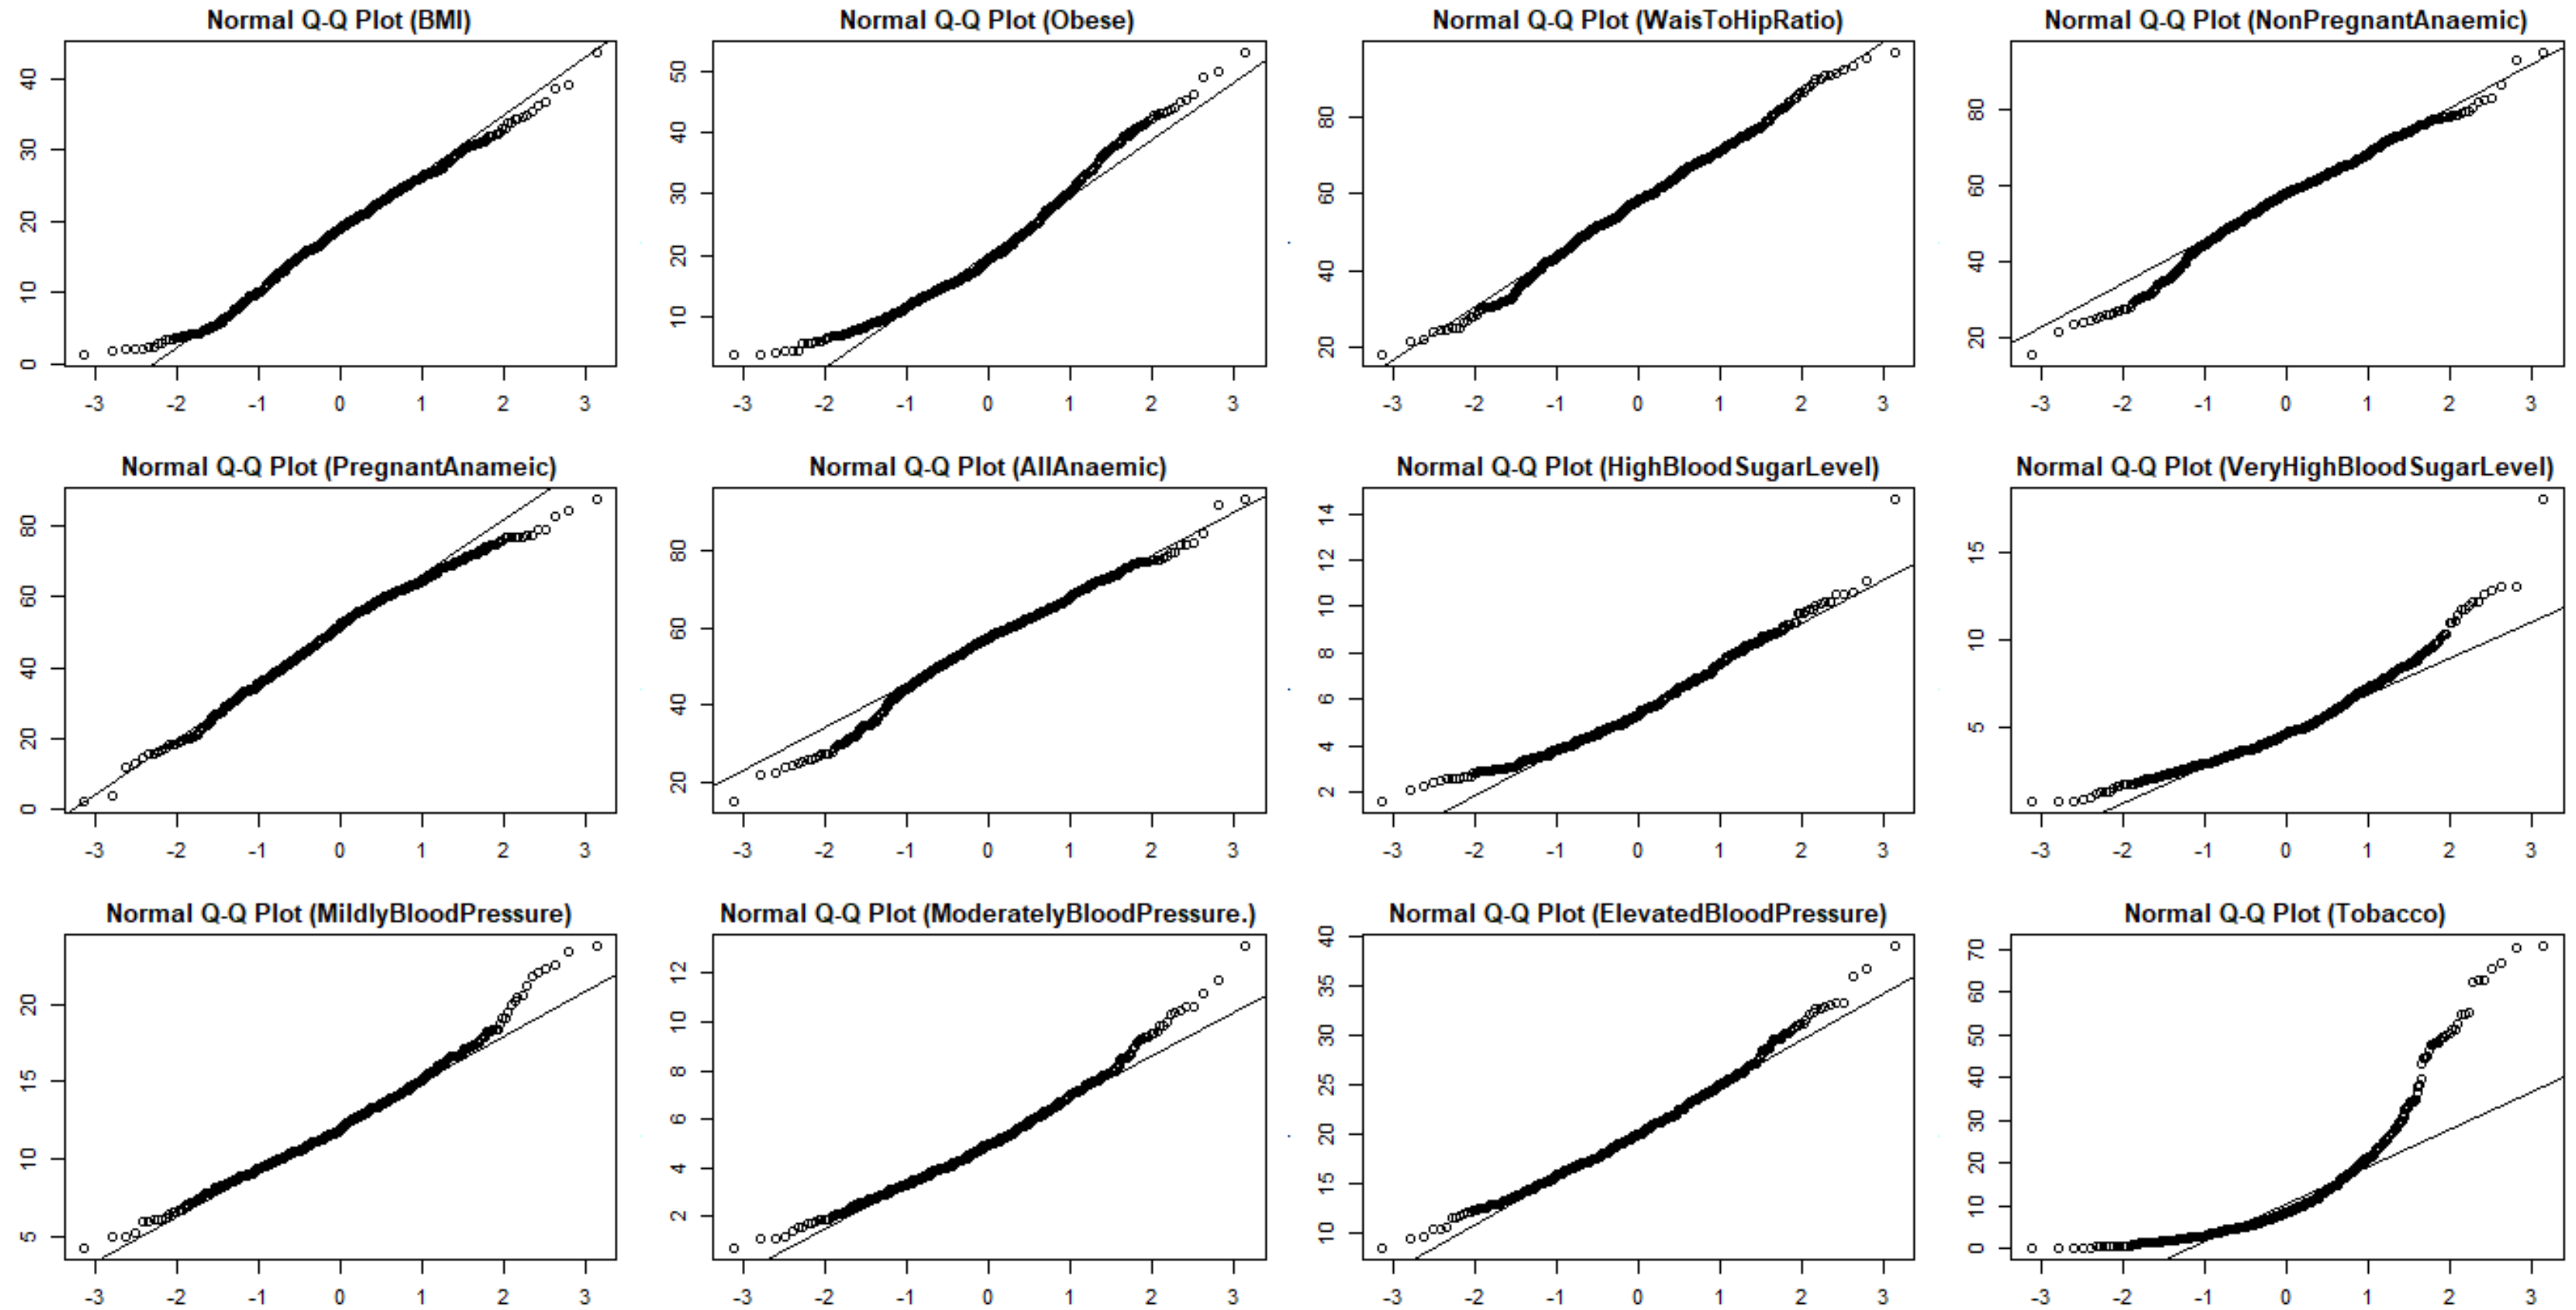 Normal Q-Q Plot (BMI)
0 10 20 30 40
-3 -2 -1 0 1 2 3
Normal Q-Q Plot (Obese)
10 20 30 40 50
-3 -2 -1 0 1 2 3
Normal Q-Q Plot (WaisToHipRatio)
20 40 60 80
-3 -2 -1 0 1 2 3
Normal Q-Q Plot (NonPregnantAnaemic)
20 40 60 80
-3 -2 -1 0 1 2 3
Normal Q-Q Plot (PregnantAnameic)
0 20 40 60 80
-3 -2 -1 0 1 2 3
Normal Q-Q Plot (AllAnaemic)
20 40 60 80
-3 -2 -1 0 1 2 3
Normal Q-Q Plot (HighBloodSugarLevel)
2 4 6 8 10 12 14
-3 -2 -1 0 1 2 3
Normal Q-Q Plot (VeryHighBloodSugarLevel)
5 10 15
-3 -2 -1 0 1 2 3
Normal Q-Q Plot (MildlyBloodPressure)
5 10 15 20
-3 -2 -1 0 1 2 3
Normal Q-Q Plot (ModeratelyBloodPressure.)
2 4 6 8 10 12
-3 -2 -1 0 1 2 3
Normal Q-Q Plot (ElevatedBloodPressure)
10 15 20 25 30 35 40
-3 -2 -1 0 1 2 3
Normal Q-Q Plot (Tobacco)
0 10 20 30 40 50 60 70
-3 -2 -1 0 1 2 3